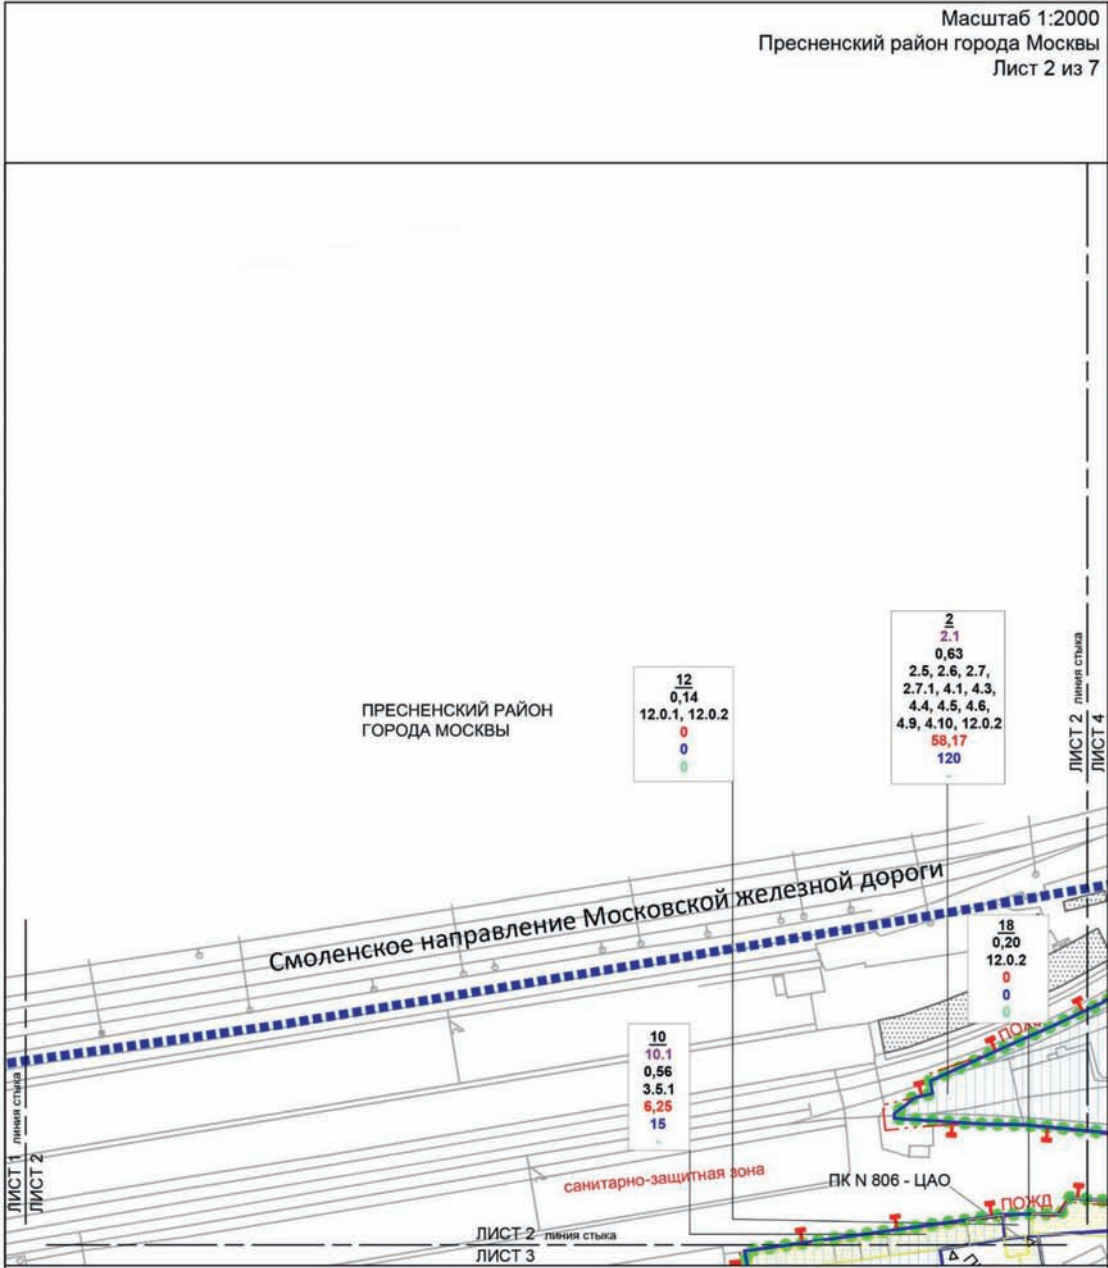 Масштаб 1:2000
Пресненский район города Москвы
Лист 2 из 7
2
2.1
0,63
2.5, 2.6, 2.7,
2.7.1, 4.1, 4.3,
4.4, 4.5, 4.6,
4.9, 4.10, 12.0.2
58,17
120
-
ЛИСТ 2 линия стыка
ЛИСТ 4
12
0,14
12.0.1, 12.0.2
0
0
0
ПРЕСНЕНСКИЙ РАЙОН
ГОРОДА МОСКВЫ
Смоленское направление Московской железной дороги
18
0,20
12.0.2
0
0
0
10
10.1
0,56
3.5.1
6,25
15
-
ЛИСТ 1 линия стыка
ЛИСТ 2
санитарно-защитная зона
ПК N 806 - ЦАО
ПОЖД
ЛИСТ 2 линия стыка
ЛИСТ 3